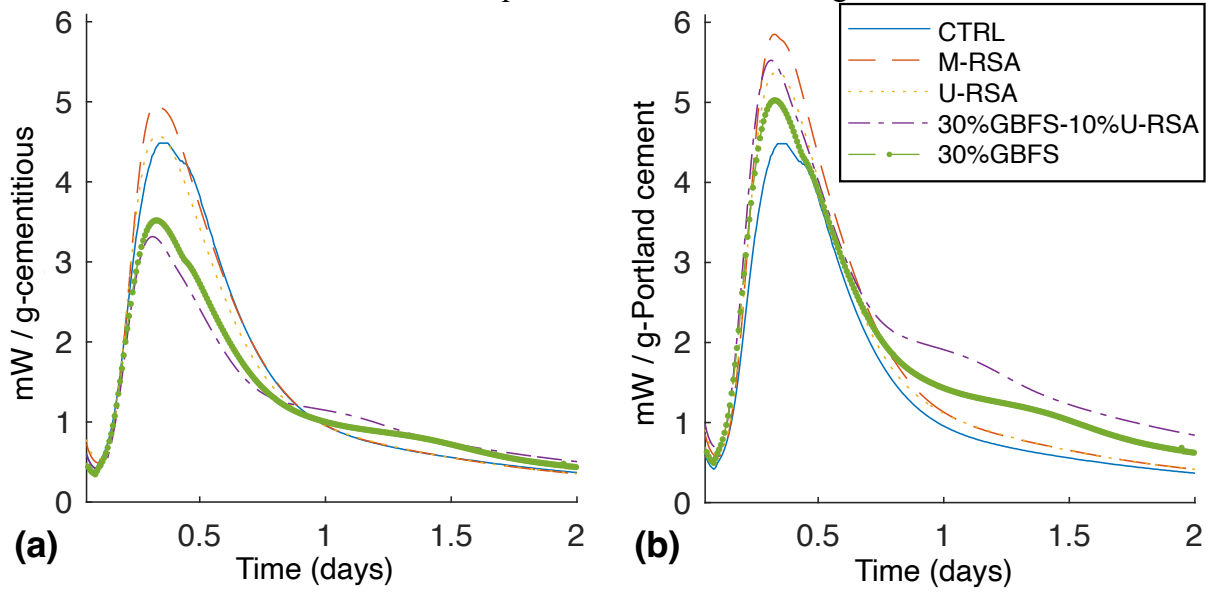 6
5
4
3
2
1
0
0.5
1
1.5
2
mW / g-cementitious
Time (days)
(a)
6
5
4
3
2
1
0
0.5
1
1.5
2
mW / g-Portland cement
Time (days)
(b)
CTRL
M-RSA
U-RSA
30%GBFS-10%U-RSA
30%GBFS